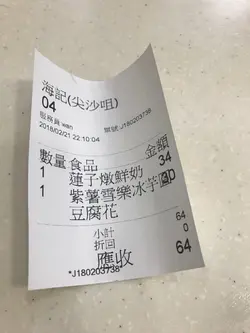 海記(尖沙咀)
04
服務員 wan 單號 J180203738
2018/02/21 22:10:04
數量 食品 金額
1 蓮子燉鮮奶 34
1 紫薯雪樂冰芋圓 30
豆腐花
小計 64
折回 0
應收 64
*J180203738*